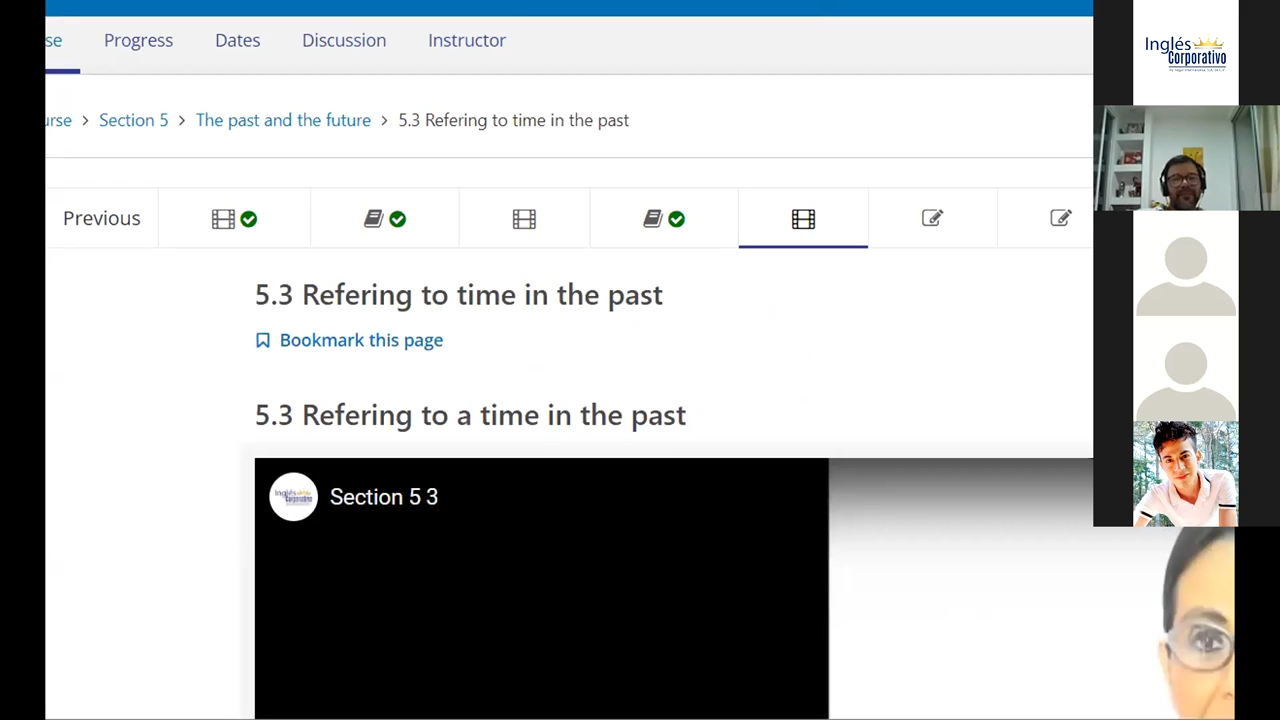 se Progress Dates Discussion Instructor
urse > Section 5 > The past and the future > 5.3 Refering to time in the past
Previous
5.3 Refering to time in the past
Bookmark this page
5.3 Refering to a time in the past
Section 5 3
Inglés
Corporativo